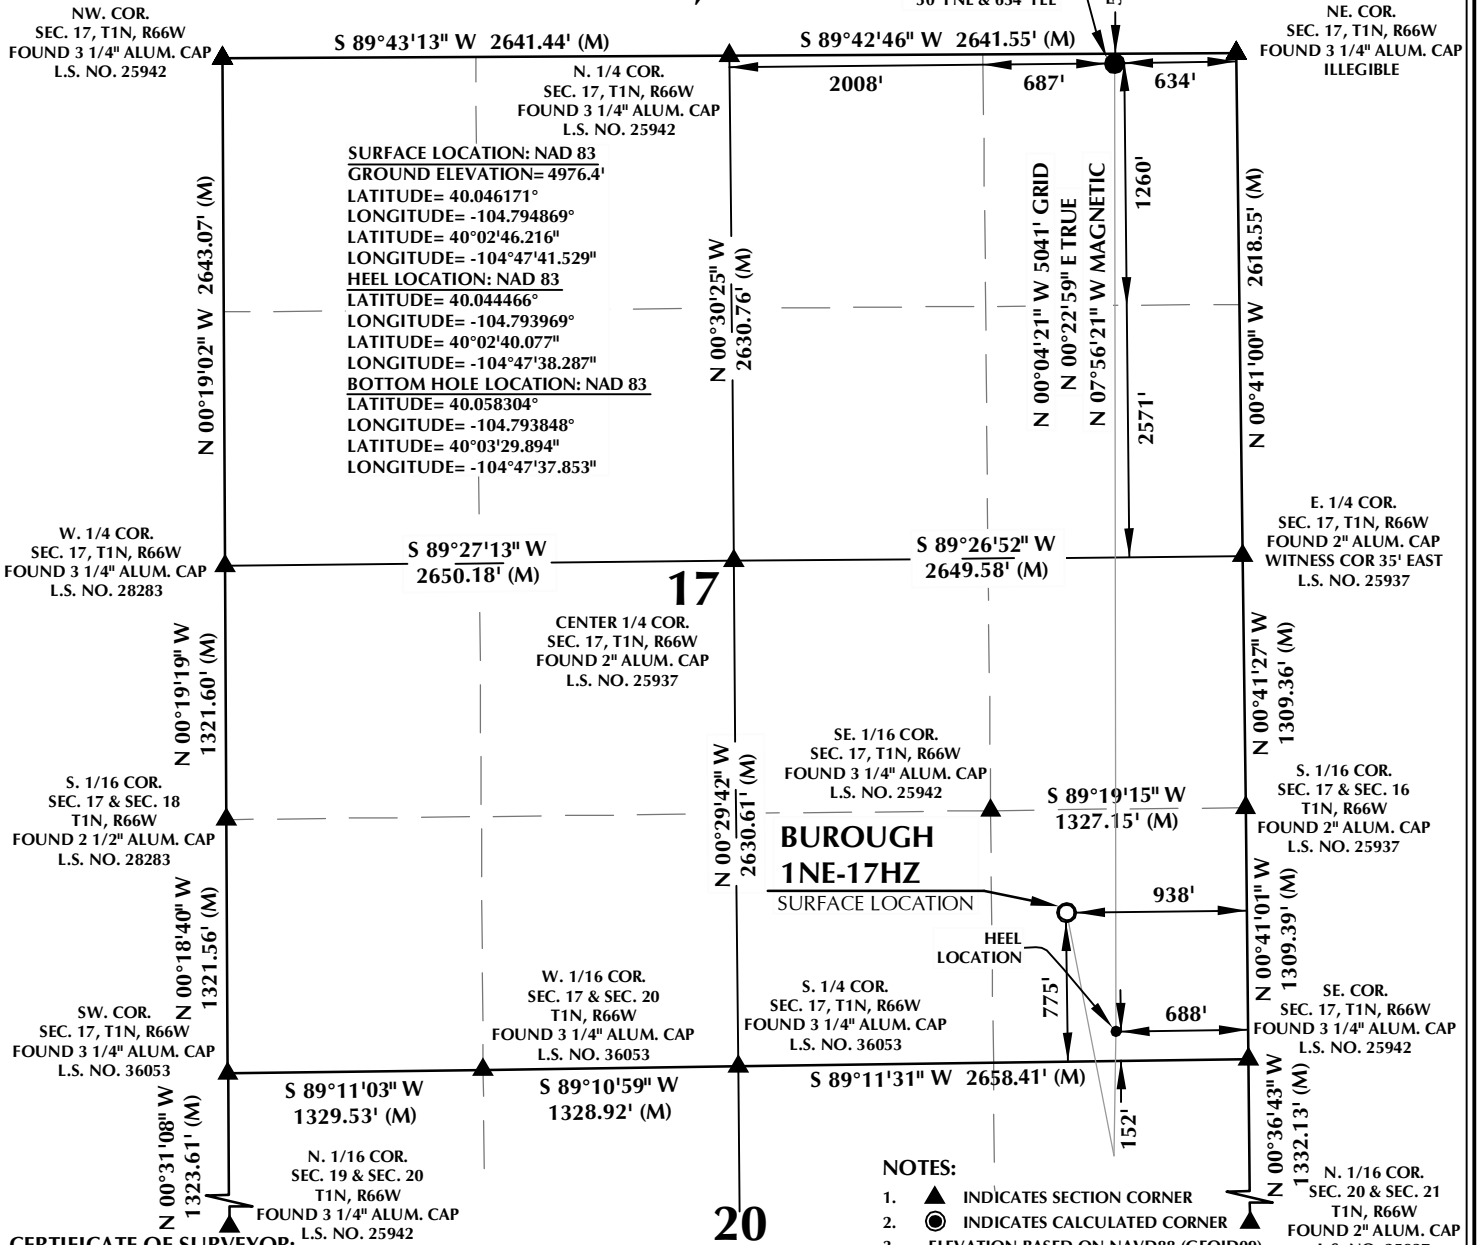 NW. COR.
SEC. 17, T1N, R66W
FOUND 3 1/4" ALUM. CAP
L.S. NO. 25942
S 89°43'13" W 2641.44' (M)
S 89°42'46" W 2641.55' (M)
NE. COR.
SEC. 17, T1N, R66W
FOUND 3 1/4" ALUM. CAP
ILLEGIBLE
N. 1/4 COR.
SEC. 17, T1N, R66W
FOUND 3 1/4" ALUM. CAP
L.S. NO. 25942
2008'
687'
634'
SURFACE LOCATION: NAD 83
GROUND ELEVATION= 4976.4'
LATITUDE= 40.046171°
LONGITUDE= -104.794869°
LATITUDE= 40°02'46.216"
LONGITUDE= -104°47'41.529"
HEEL LOCATION: NAD 83
LATITUDE= 40.044466°
LONGITUDE= -104.793969°
LATITUDE= 40°02'40.077"
LONGITUDE= -104°47'38.287"
BOTTOM HOLE LOCATION: NAD 83
LATITUDE= 40.058304°
LONGITUDE= -104.793848°
LATITUDE= 40°03'29.894"
LONGITUDE= -104°47'37.853"
N 00°19'02" W 2643.07' (M)
N 00°30'25" W
2630.76' (M)
N 00°04'21" W 5041' GRID
N 00°22'59" E TRUE
N 07°56'21" W MAGNETIC
1260'
2571'
N 00°41'00" W 2618.55' (M)
W. 1/4 COR.
SEC. 17, T1N, R66W
FOUND 3 1/4" ALUM. CAP
L.S. NO. 28283
S 89°27'13" W
2650.18' (M)
17
S 89°26'52" W
2649.58' (M)
E. 1/4 COR.
SEC. 17, T1N, R66W
FOUND 2" ALUM. CAP
WITNESS COR 35' EAST
L.S. NO. 25937
CENTER 1/4 COR.
SEC. 17, T1N, R66W
FOUND 2" ALUM. CAP
L.S. NO. 25937
N 00°19'19" W
1321.60' (M)
N 00°41'27" W
1309.36' (M)
S. 1/16 COR.
SEC. 17 & SEC. 18
T1N, R66W
FOUND 2 1/2" ALUM. CAP
L.S. NO. 28283
N 00°29'42" W
2630.61' (M)
SE. 1/16 COR.
SEC. 17, T1N, R66W
FOUND 3 1/4" ALUM. CAP
L.S. NO. 25942
S 89°19'15" W
1327.15' (M)
S. 1/16 COR.
SEC. 17 & SEC. 16
T1N, R66W
FOUND 2" ALUM. CAP
L.S. NO. 25937
BUROUGH
1NE-17HZ
SURFACE LOCATION
938'
HEEL
LOCATION
775'
688'
152'
N 00°18'40" W
1321.56' (M)
N 00°41'01" W
1309.39' (M)
SW. COR.
SEC. 17, T1N, R66W
FOUND 3 1/4" ALUM. CAP
L.S. NO. 36053
W. 1/16 COR.
SEC. 17 & SEC. 20
T1N, R66W
FOUND 3 1/4" ALUM. CAP
L.S. NO. 36053
S. 1/4 COR.
SEC. 17, T1N, R66W
FOUND 3 1/4" ALUM. CAP
L.S. NO. 36053
SE. COR.
SEC. 17, T1N, R66W
FOUND 3 1/4" ALUM. CAP
L.S. NO. 25942
S 89°11'03" W
1329.53' (M)
S 89°10'59" W
1328.92' (M)
S 89°11'31" W 2658.41' (M)
N 00°31'08" W
1323.61' (M)
N. 1/16 COR.
SEC. 19 & SEC. 20
T1N, R66W
FOUND 3 1/4" ALUM. CAP
L.S. NO. 25942
20
N 00°36'43" W
1332.13' (M)
N. 1/16 COR.
SEC. 20 & SEC. 21
T1N, R66W
FOUND 2" ALUM. CAP
NOTES:
1. INDICATES SECTION CORNER
2. INDICATES CALCULATED CORNER
ELEVATION BASED ON NAVD88 (GEOID09)
CERTIFICATE OF SURVEYOR: